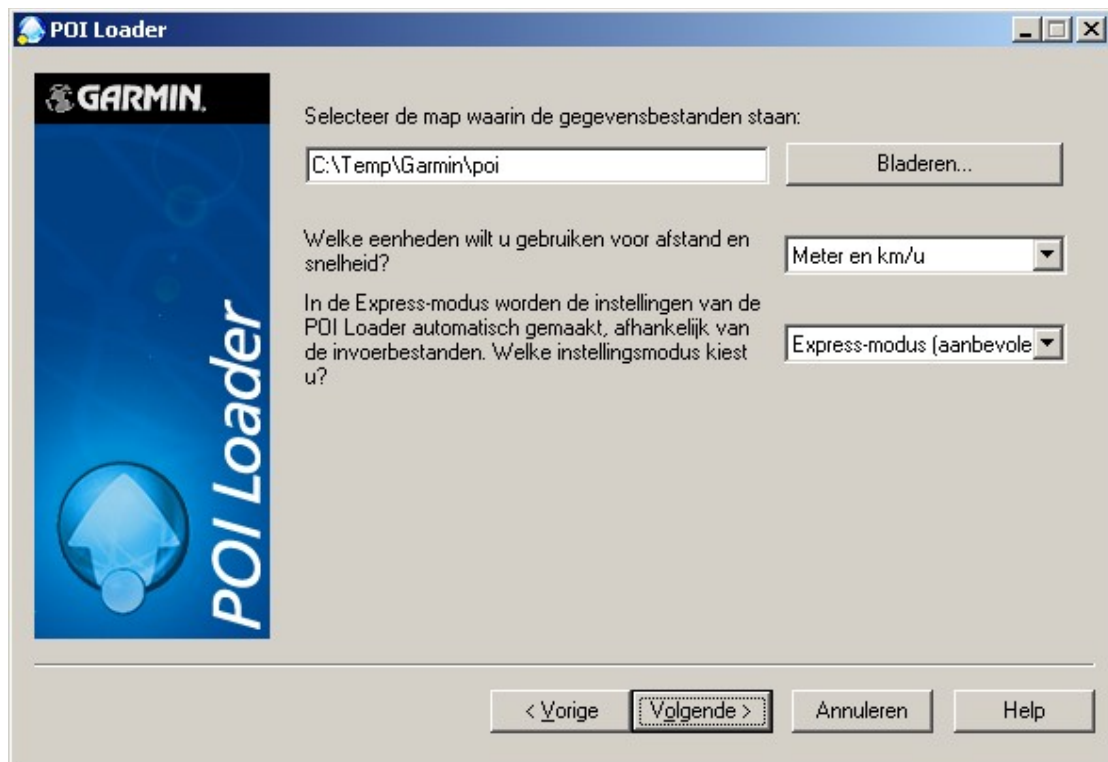 POI Loader
GARMIN.
POI Loader
Selecteer de map waarin de gegevensbestanden staan:
C:\Temp\Garmin\poi
Bladeren...
Welke eenheden wilt u gebruiken voor afstand en
snelheid?
Meter en km/u
In de Express-modus worden de instellingen van de
POI Loader automatisch gemaakt, afhankelijk van
de invoerbestanden. Welke instellingsmodus kiest
u?
Express-modus (aanbevole
< Vorige
Volgende >
Annuleren
Help